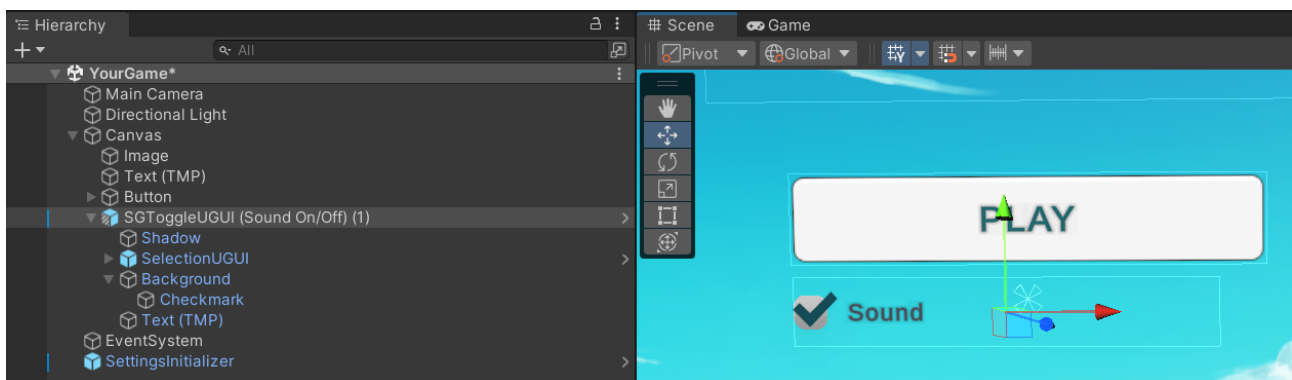 Hierarchy
All
YourGame*
Main Camera
Directional Light
Canvas
Image
Text (TMP)
Button
SGToggleUGUI (Sound On/Off) (1)
Shadow
SelectionUGUI
Background
Checkmark
Text (TMP)
EventSystem
SettingsInitializer
Scene Game
Pivot Global
PLAY
Sound